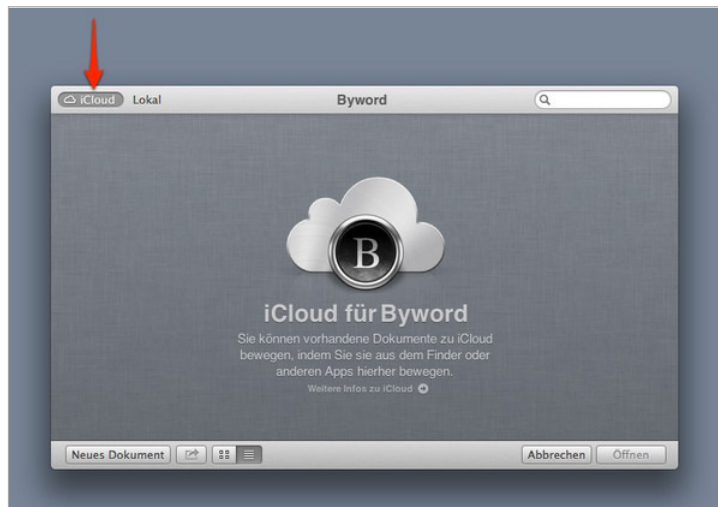 iCloud Lokal Byword
B
iCloud für Byword
Sie können vorhandene Dokumente zu iCloud
bewegen, indem Sie sie aus dem Finder oder
anderen Apps hierher bewegen.
Weitere Infos zu iCloud
Neues Dokument Abbrechen Öffnen